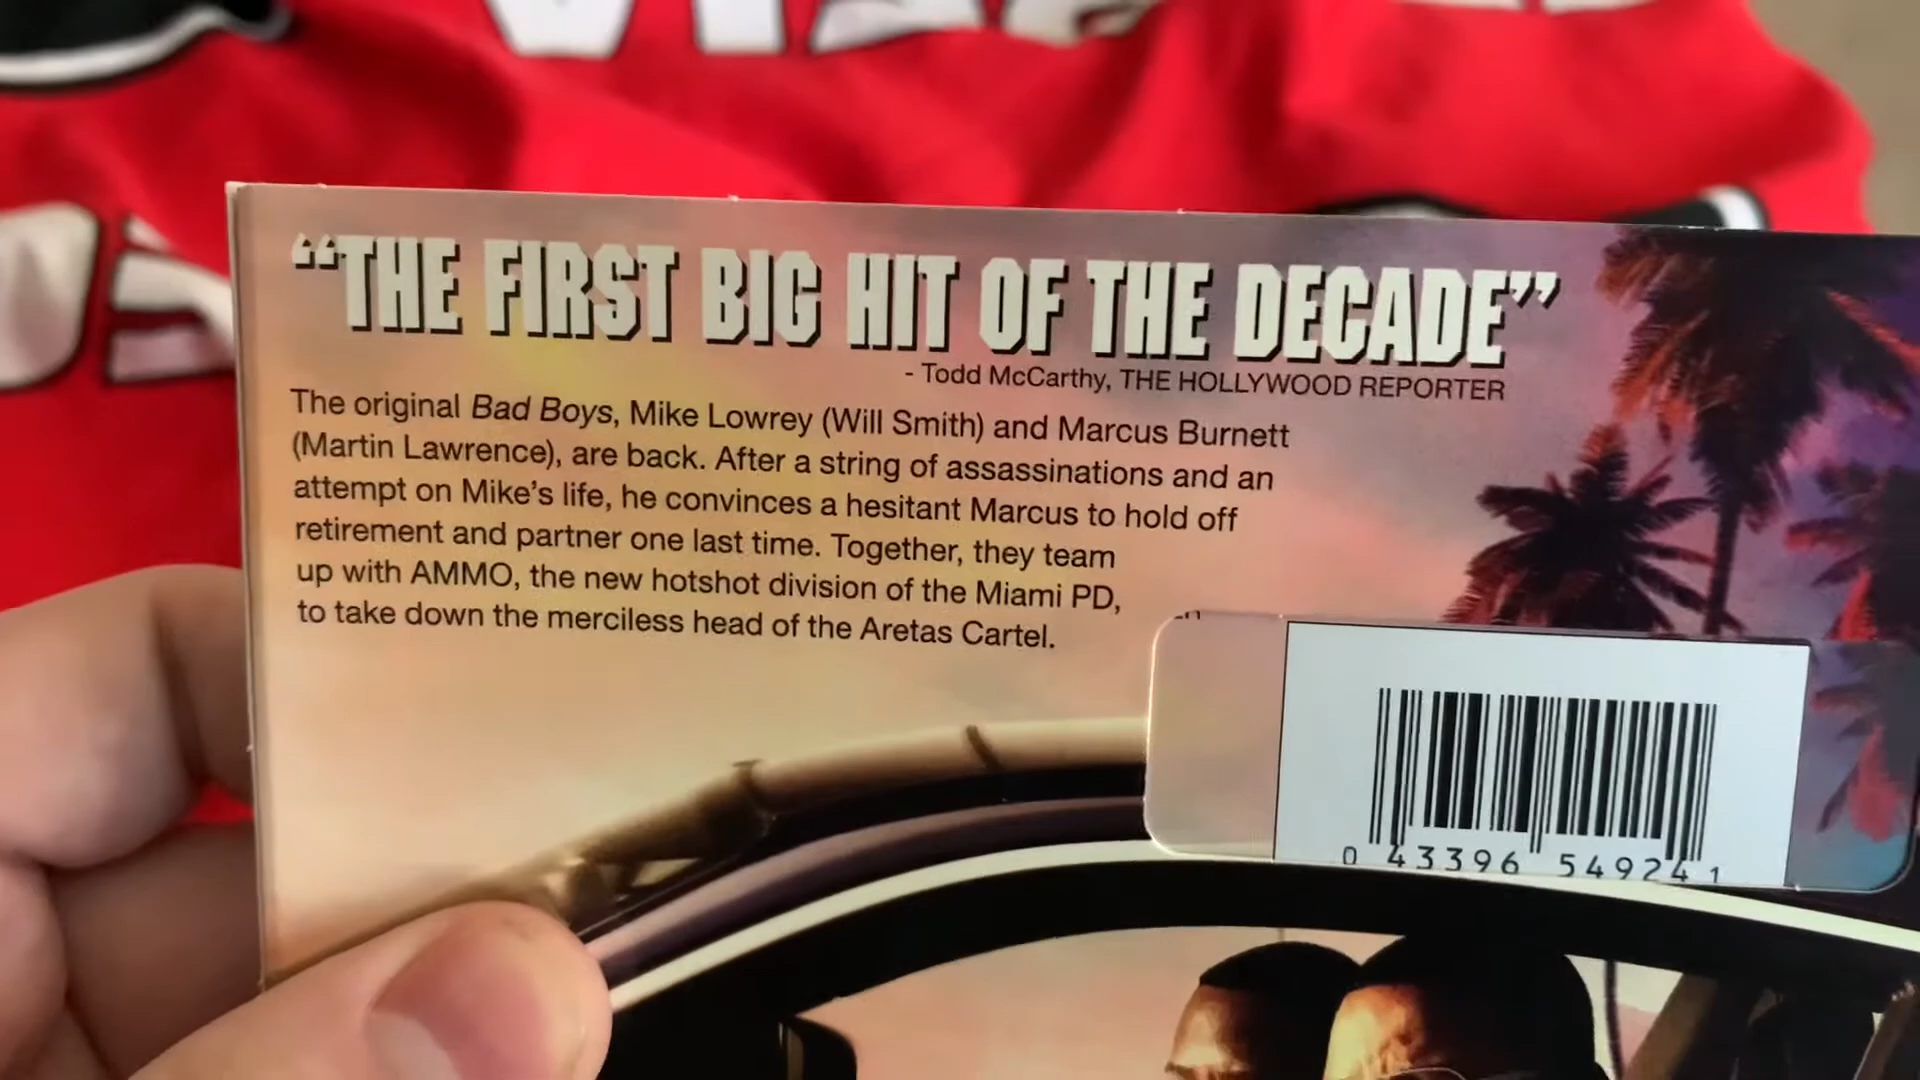 “THE FIRST BIG HIT OF THE DECADE”
- Todd McCarthy, THE HOLLYWOOD REPORTER
The original Bad Boys, Mike Lowrey (Will Smith) and Marcus Burnett
(Martin Lawrence), are back. After a string of assassinations and an
attempt on Mike’s life, he convinces a hesitant Marcus to hold off
retirement and partner one last time. Together, they team
up with AMMO, the new hotshot division of the Miami PD,
to take down the merciless head of the Aretas Cartel.
0 43396 54924 1